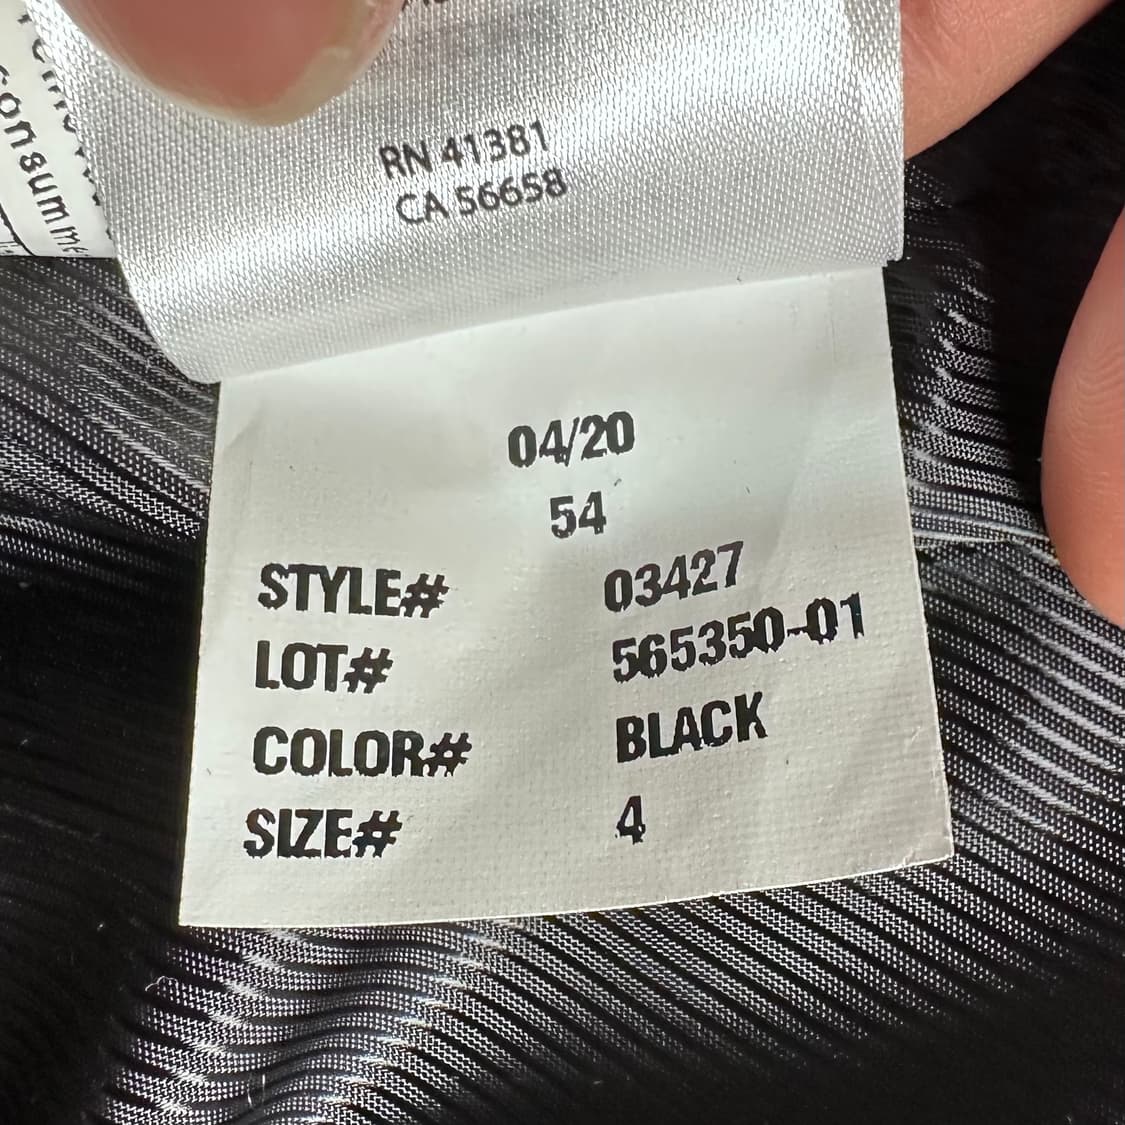 RN 41381
CA 56658
04/20
54
STYLE# 03427
LOT# 565350-01
COLOR# BLACK
SIZE# 4